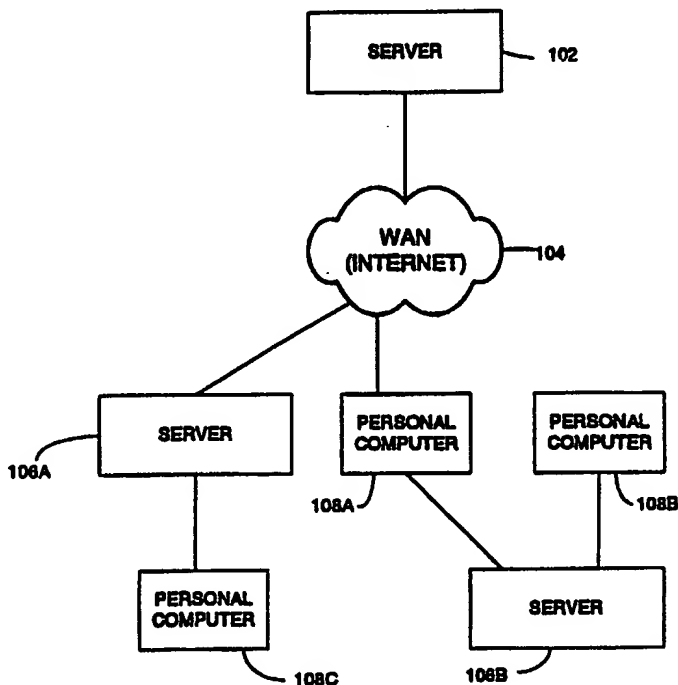 SERVER
102
WAN
(INTERNET)
104
SERVER
106A
PERSONAL
COMPUTER
108A
PERSONAL
COMPUTER
108B
PERSONAL
COMPUTER
108C
SERVER
106B